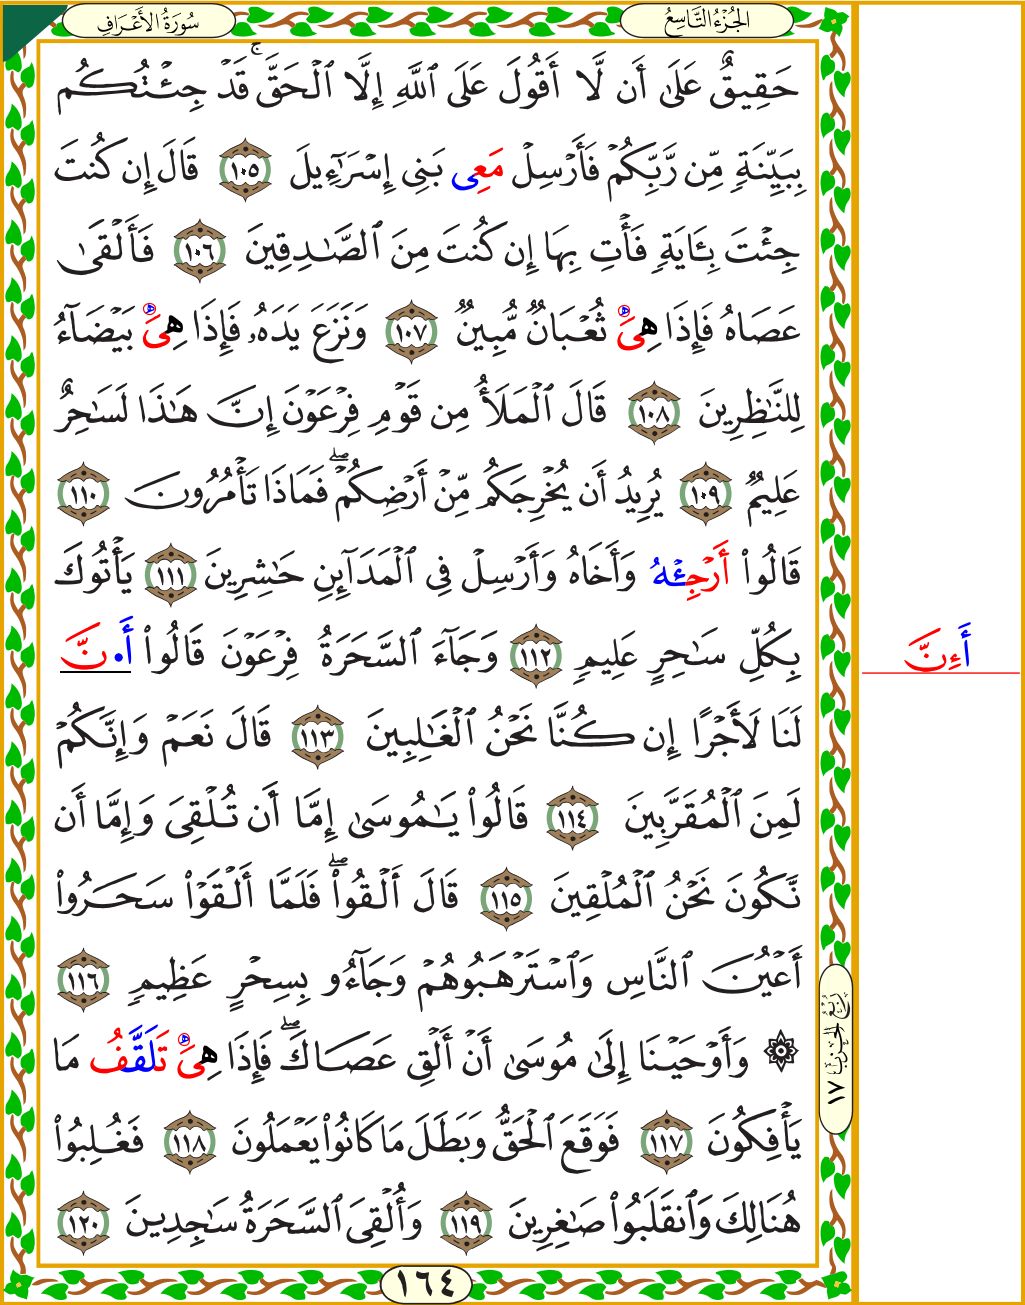 سُورَةُ الأَعْرَافِ
الجُزْءُ التَّاسِعُ
حَقِيقٌ عَلَىٰ أَن لَّا أَقُولَ عَلَى ٱللَّهِ إِلَّا ٱلْحَقَّ ۚ قَدْ جِئْتُكُم
بِبَيِّنَةٍ مِّن رَّبِّكُمْ فَأَرْسِلْ مَعِى بَنِى إِسْرَٰٓءِيلَ ١٠٥ قَالَ إِن كُنتَ
جِئْتَ بِـَٔايَةٍ فَأْتِ بِهَا إِن كُنتَ مِنَ ٱلصَّـٰدِقِينَ ١٠٦ فَأَلْقَىٰ
عَصَاهُ فَإِذَا هِىَ ثُعْبَانٌ مُّبِينٌ ١٠٧ وَنَزَعَ يَدَهُۥ فَإِذَا هِىَ بَيْضَآءُ
لِلنَّـٰظِرِينَ ١٠٨ قَالَ ٱلْمَلَأُ مِن قَوْمِ فِرْعَوْنَ إِنَّ هَـٰذَا لَسَـٰحِرٌ
عَلِيمٌ ١٠٩ يُرِيدُ أَن يُخْرِجَكُم مِّنْ أَرْضِكُمْ ۖ فَمَاذَا تَأْمُرُونَ ١١٠
قَالُوا۟ أَرْجِئْهُ وَأَخَاهُ وَأَرْسِلْ فِى ٱلْمَدَآئِنِ حَـٰشِرِينَ ١١١ يَأْتُوكَ
بِكُلِّ سَـٰحِرٍ عَلِيمٍ ١١٢ وَجَآءَ ٱلسَّحَرَةُ فِرْعَوْنَ قَالُوٓا۟ أَ•نَّ
أَءِنَّ
لَنَا لَأَجْرًا إِن كُنَّا نَحْنُ ٱلْغَـٰلِبِينَ ١١٣ قَالَ نَعَمْ وَإِنَّكُمْ
لَمِنَ ٱلْمُقَرَّبِينَ ١١٤ قَالُوا۟ يَـٰمُوسَىٰ إِمَّا أَن تُلْقِىَ وَإِمَّا أَن
نَّكُونَ نَحْنُ ٱلْمُلْقِينَ ١١٥ قَالَ أَلْقُوا۟ ۖ فَلَمَّا أَلْقَوْا۟ سَحَرُوا۟
أَعْيُنَ ٱلنَّاسِ وَٱسْتَرْهَبُوهُمْ وَجَآءُو بِسِحْرٍ عَظِيمٍ ١١٦
۞ وَأَوْحَيْنَا إِلَىٰ مُوسَىٰ أَنْ أَلْقِ عَصَاكَ ۖ فَإِذَا هِىَ تَلَقَّفُ مَا
يَأْفِكُونَ ١١٧ فَوَقَعَ ٱلْحَقُّ وَبَطَلَ مَا كَانُوا۟ يَعْمَلُونَ ١١٨ فَغُلِبُوا۟
هُنَالِكَ وَٱنقَلَبُوا۟ صَـٰغِرِينَ ١١٩ وَأُلْقِىَ ٱلسَّحَرَةُ سَـٰجِدِينَ ١٢٠
رُبْعُ الْحِزْبِ ١٧
١٦٤